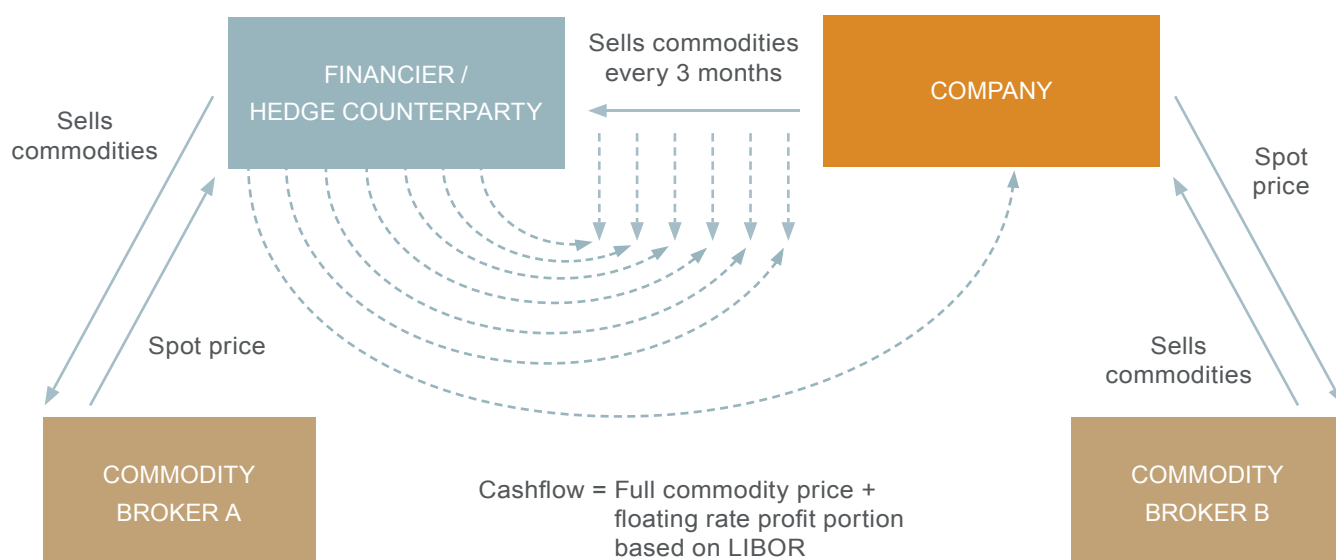 Sells commodities
every 3 months
FINANCIER /
HEDGE COUNTERPARTY
COMPANY
Sells
commodities
Spot
price
Spot price
Sells
commodities
COMMODITY
BROKER A
Cashflow = Full commodity price +
floating rate profit portion
based on LIBOR
COMMODITY
BROKER B